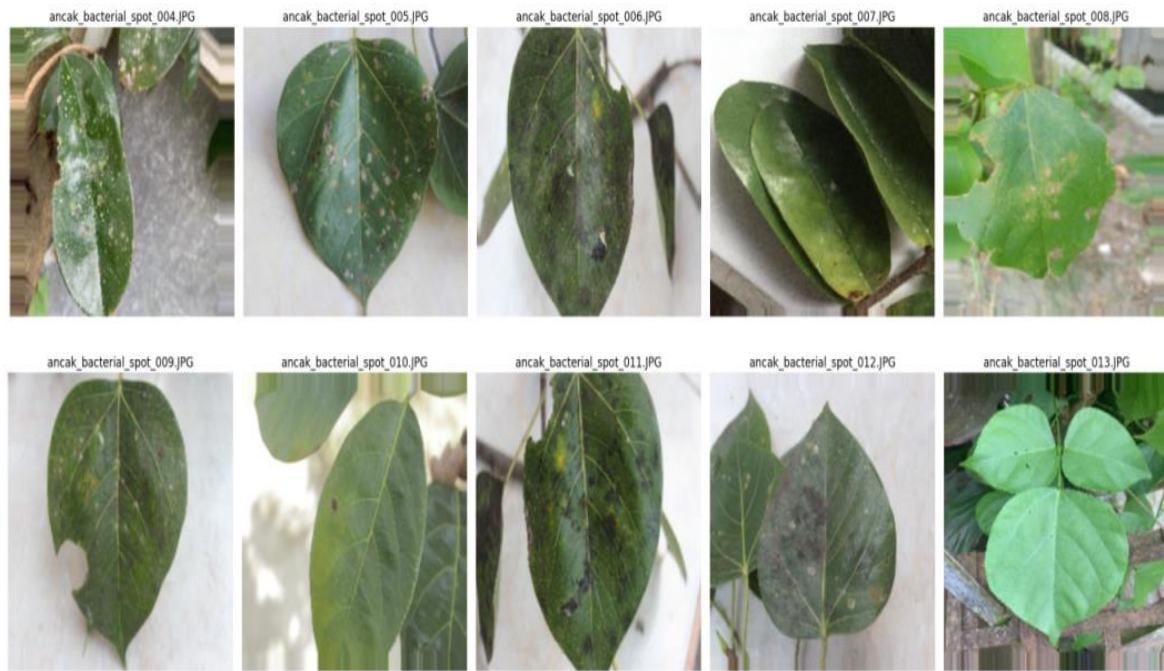 ancak_bacterial_spot_004.JPG
ancak_bacterial_spot_005.JPG
ancak_bacterial_spot_006.JPG
ancak_bacterial_spot_007.JPG
ancak_bacterial_spot_008.JPG
ancak_bacterial_spot_009.JPG
ancak_bacterial_spot_010.JPG
ancak_bacterial_spot_011.JPG
ancak_bacterial_spot_012.JPG
ancak_bacterial_spot_013.JPG